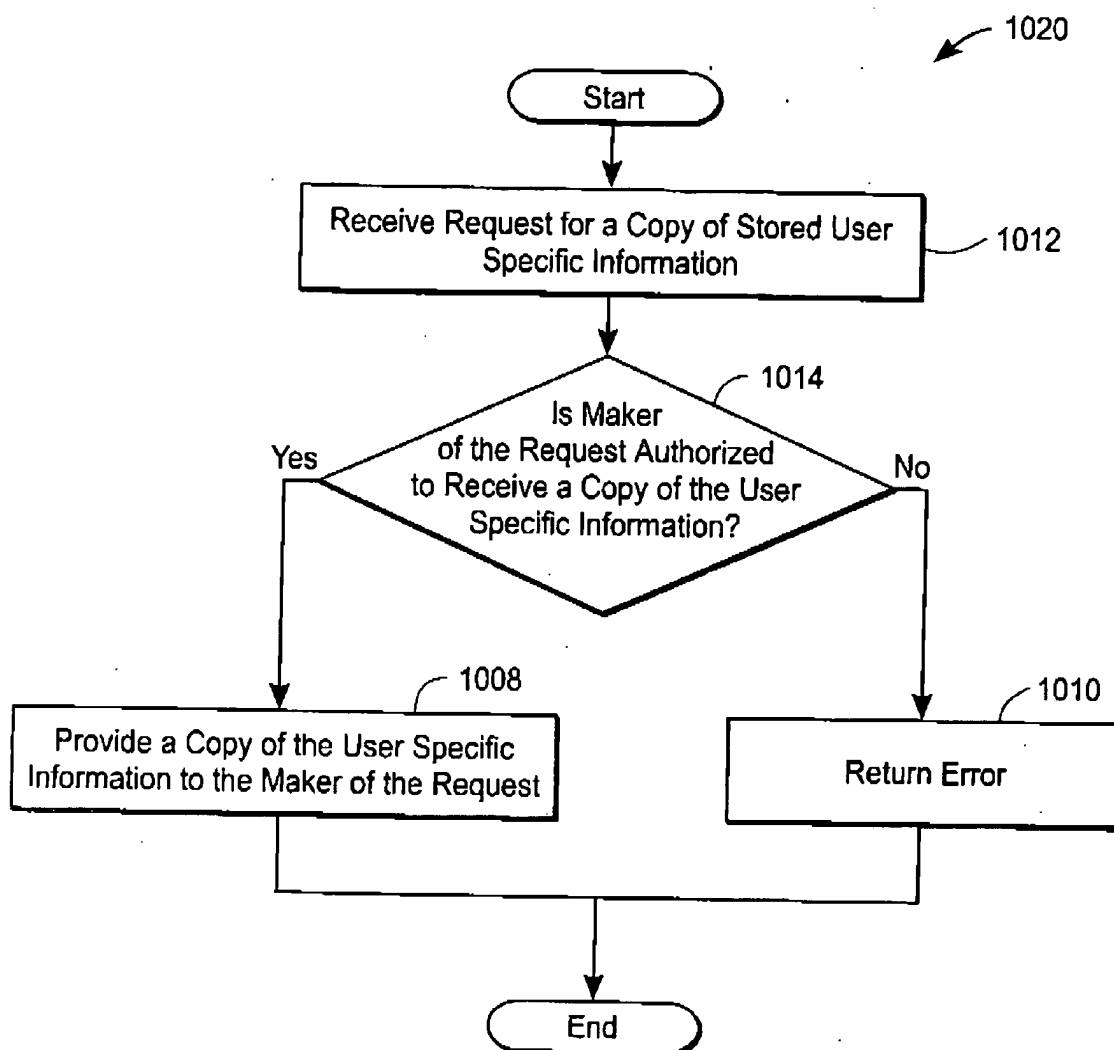 1020
Start
Receive Request for a Copy of Stored User
Specific Information
1012
1014
Is Maker
of the Request Authorized
to Receive a Copy of the User
Specific Information?
Yes
No
1008
Provide a Copy of the User Specific
Information to the Maker of the Request
1010
Return Error
End